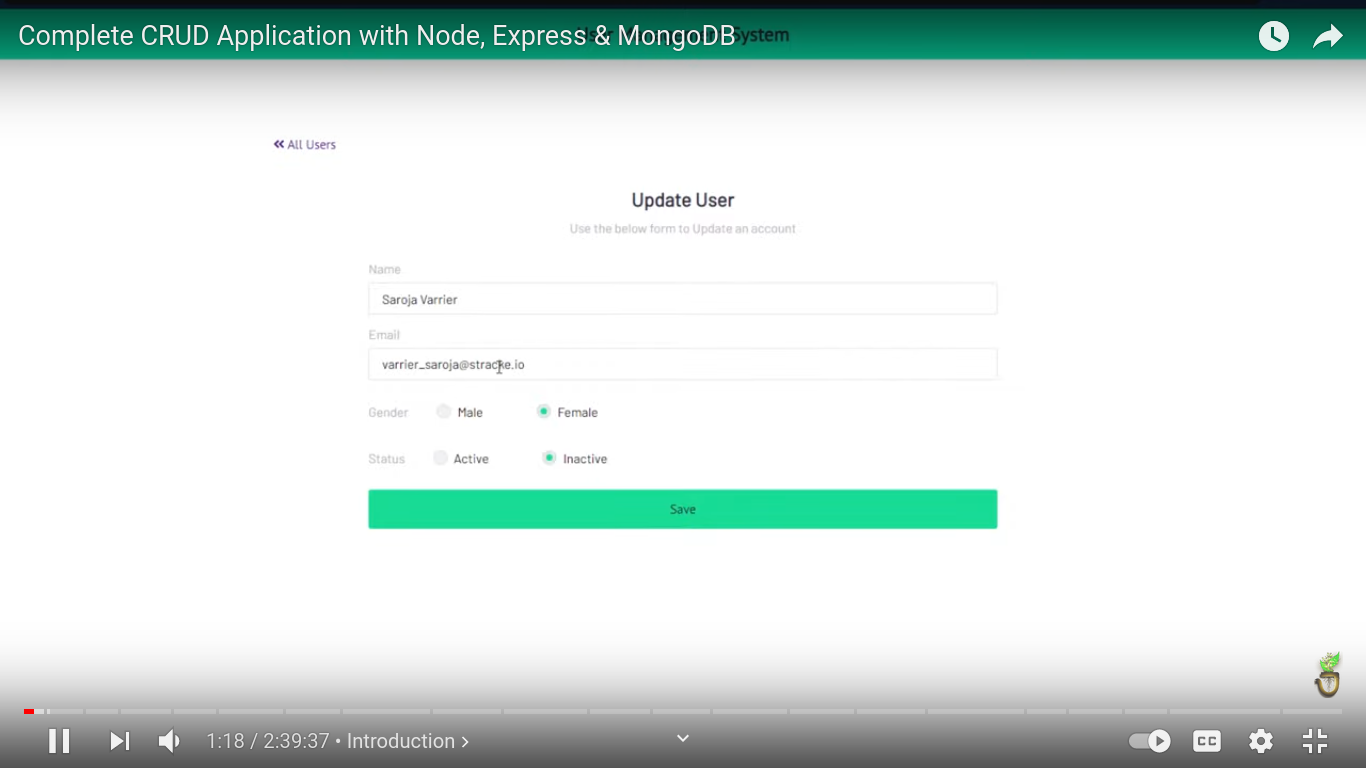 Complete CRUD Application with Node, Express & MongoDB System
All Users
Update User
Use the below form to Update an account
Name
Saroja Varrier
Email
varrier_saroja@stracke.io
Gender Male Female
Status Active Inactive
Save
1:18 / 2:39:37 • Introduction
CC